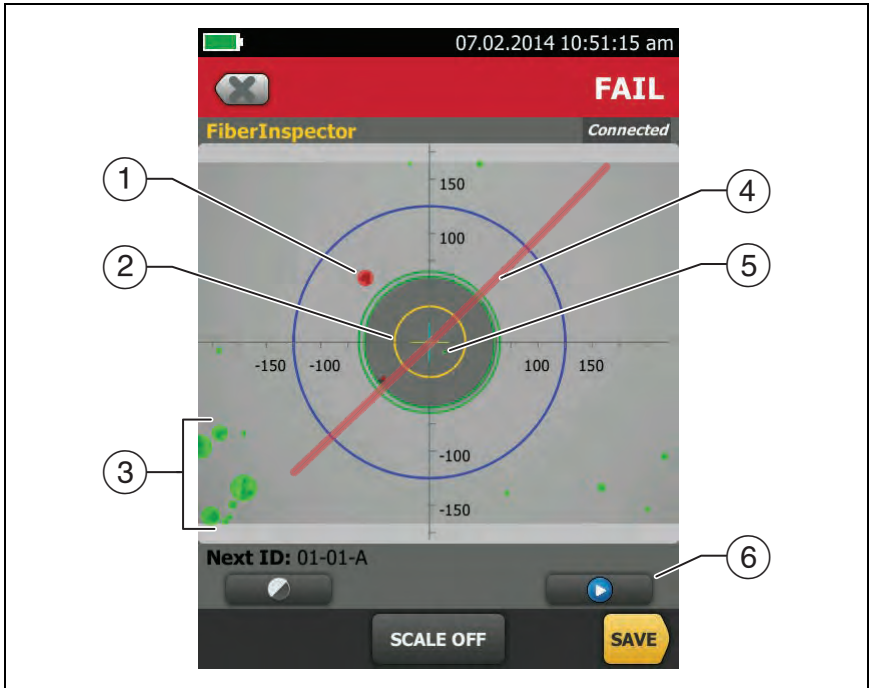 07.02.2014 10:51:15 am
FAIL
FiberInspector
Connected
150
1
4
100
2
5
-150 -100
100 150
3
-100
-150
6
Next ID: 01-01-A
SCALE OFF
SAVE